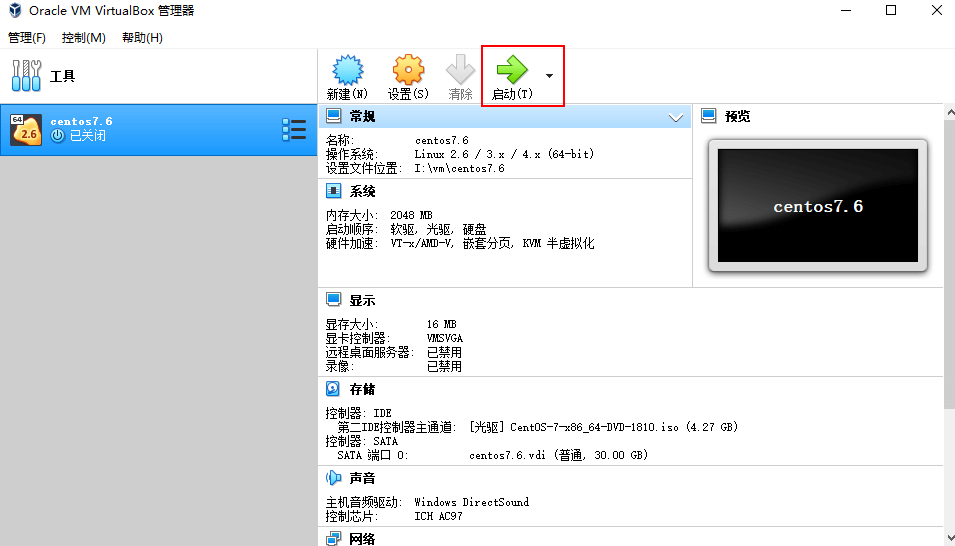 Oracle VM VirtualBox 管理器
管理(F) 控制(M) 帮助(H)
工具
新建(N) 设置(S) 清除 启动(T)
64
2.6
centos7.6
已关闭
常规
名称: centos7.6
操作系统: Linux 2.6 / 3.x / 4.x (64-bit)
设置文件位置: I:\vm\centos7.6
预览
centos7.6
系统
内存大小: 2048 MB
启动顺序: 软驱, 光驱, 硬盘
硬件加速: VT-x/AMD-V, 嵌套分页, KVM 半虚拟化
显示
显存大小: 16 MB
显卡控制器: VMSVGA
远程桌面服务器: 已禁用
录像: 已禁用
存储
控制器: IDE
第二IDE控制器主通道: [光驱] CentOS-7-x86_64-DVD-1810.iso (4.27 GB)
控制器: SATA
SATA 端口 0: centos7.6.vdi (普通, 30.00 GB)
声音
主机音频驱动: Windows DirectSound
控制芯片: ICH AC97
网络